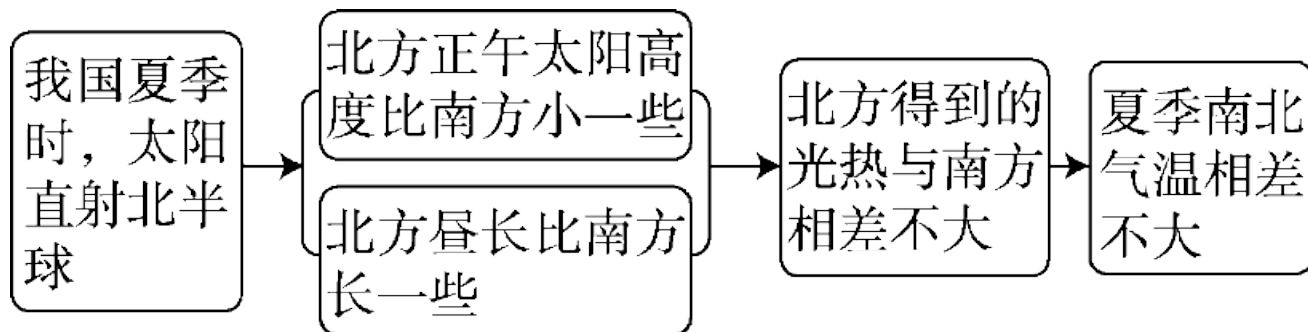 我国夏季
时，太阳
直射北半
球
北方正午太阳高
度比南方小一些
北方昼长比南方
长一些
北方得到的
光热与南方
相差不大
夏季南北
气温相差
不大